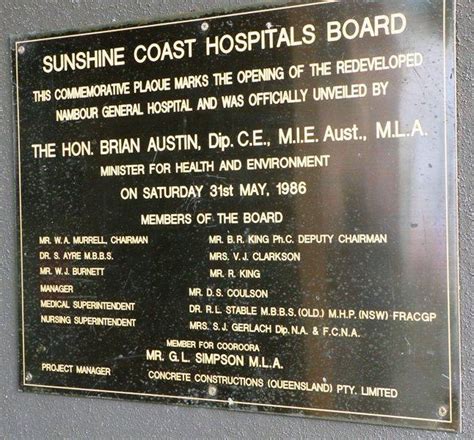 SUNSHINE COAST HOSPITALS BOARD
THIS COMMEMORATIVE PLAQUE MARKS THE OPENING OF THE REDEVELOPED
NAMBOUR GENERAL HOSPITAL AND WAS OFFICIALLY UNVEILED BY
THE HON. BRIAN AUSTIN, Dip. C.E., M.I.E. Aust., M.L.A.
MINISTER FOR HEALTH AND ENVIRONMENT
ON SATURDAY 31st MAY, 1986
MEMBERS OF THE BOARD
MR. W.A. MURRELL, CHAIRMAN MR. B.R. KING Ph.C. DEPUTY CHAIRMAN
DR. S. AYRE M.B.B.S. MRS. V.J. CLARKSON
MR. W.J. BURNETT MR. R. KING
MANAGER MR. D.S. COULSON
MEDICAL SUPERINTENDENT DR. R.L. STABLE M.B.B.S. (QLD.) M.H.P. (NSW) FRACGP
NURSING SUPERINTENDENT MRS. S.J. GERLACH Dip. N.A. & F.C.N.A.
MEMBER FOR COOROORA
MR. G.L. SIMPSON M.L.A.
PROJECT MANAGER CONCRETE CONSTRUCTIONS (QUEENSLAND) PTY. LIMITED